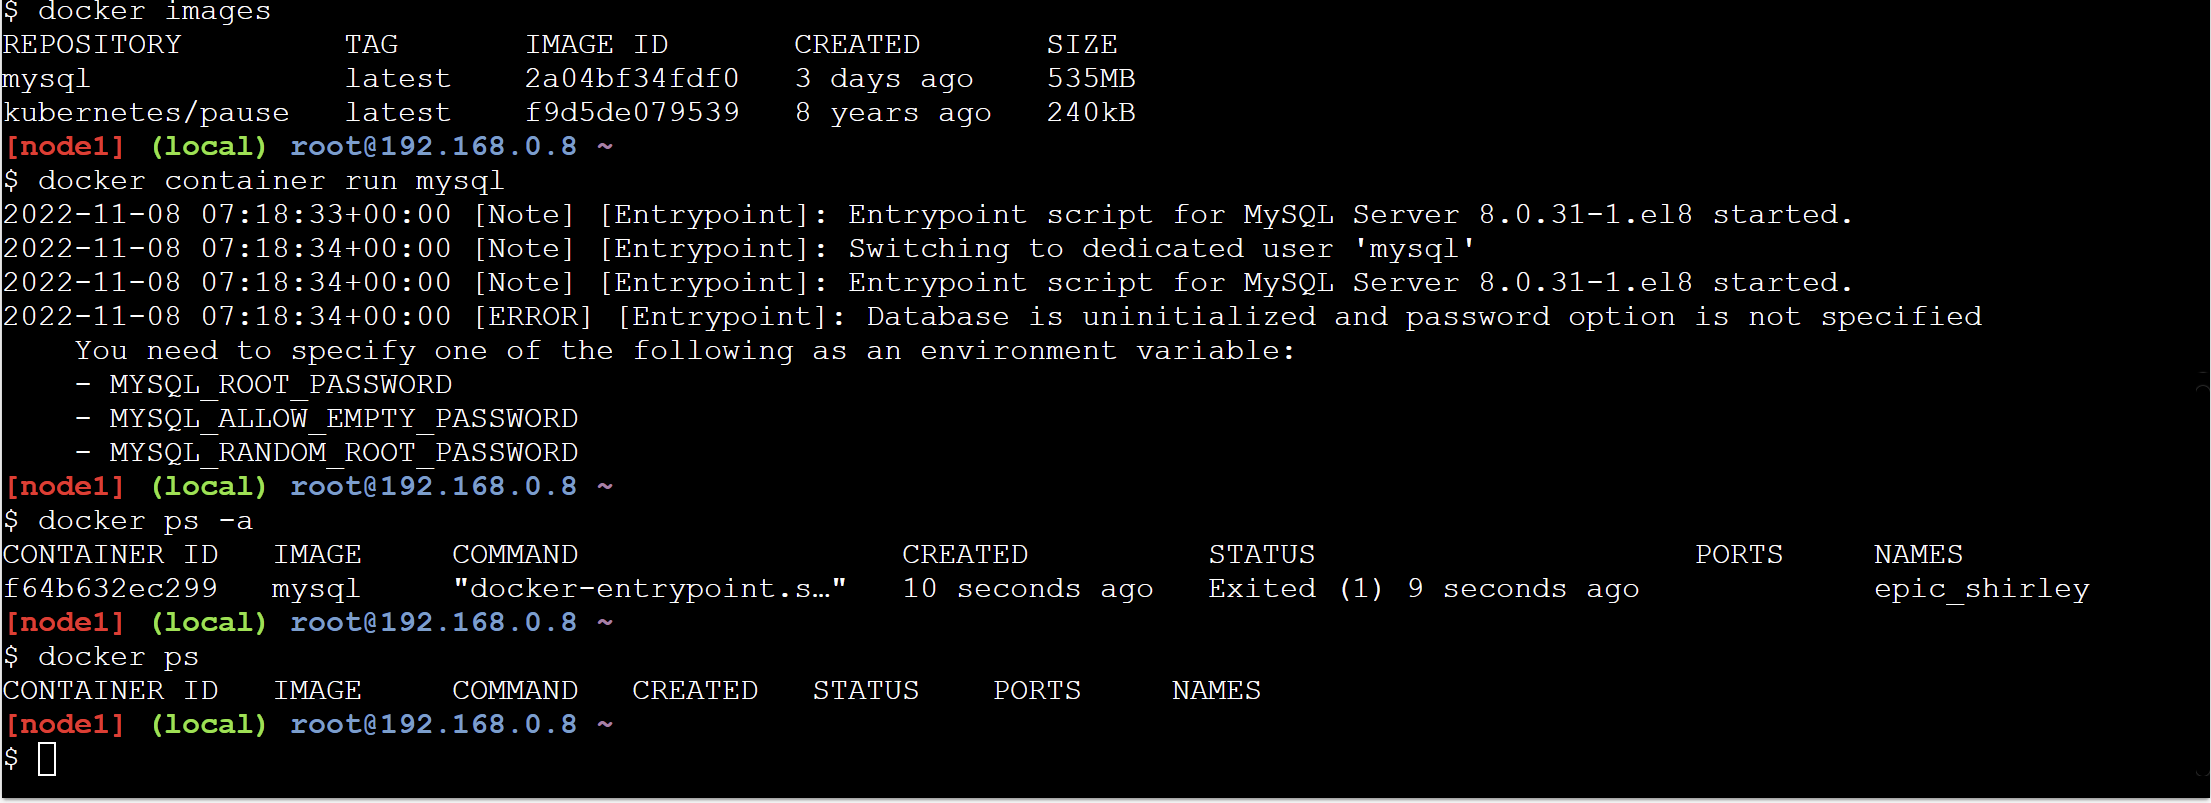 $ docker images
REPOSITORY         TAG       IMAGE ID       CREATED       SIZE
mysql              latest    2a04bf34fdf0   3 days ago    535MB
kubernetes/pause   latest    f9d5de079539   8 years ago   240kB
[node1] (local) root@192.168.0.8 ~
$ docker container run mysql
2022-11-08 07:18:33+00:00 [Note] [Entrypoint]: Entrypoint script for MySQL Server 8.0.31-1.el8 started.
2022-11-08 07:18:34+00:00 [Note] [Entrypoint]: Switching to dedicated user 'mysql'
2022-11-08 07:18:34+00:00 [Note] [Entrypoint]: Entrypoint script for MySQL Server 8.0.31-1.el8 started.
2022-11-08 07:18:34+00:00 [ERROR] [Entrypoint]: Database is uninitialized and password option is not specified
    You need to specify one of the following as an environment variable:
    - MYSQL_ROOT_PASSWORD
    - MYSQL_ALLOW_EMPTY_PASSWORD
    - MYSQL_RANDOM_ROOT_PASSWORD
[node1] (local) root@192.168.0.8 ~
$ docker ps -a
CONTAINER ID   IMAGE     COMMAND                  CREATED          STATUS                     PORTS     NAMES
f64b632ec299   mysql     "docker-entrypoint.s…"   10 seconds ago   Exited (1) 9 seconds ago             epic_shirley
[node1] (local) root@192.168.0.8 ~
$ docker ps
CONTAINER ID   IMAGE     COMMAND   CREATED   STATUS    PORTS     NAMES
[node1] (local) root@192.168.0.8 ~
$